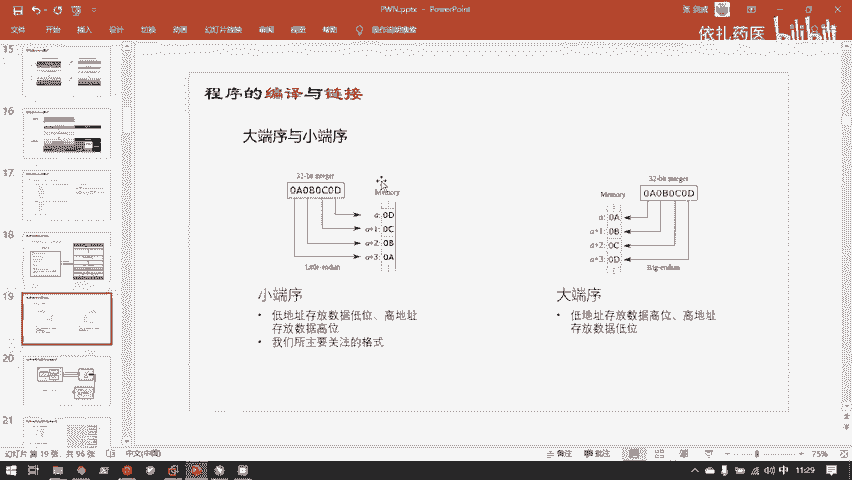 PWN.pptx - PowerPoint
文件 开始 插入 设计 切换 动画 幻灯片放映 审阅 视图 帮助 操作说明搜索
依扎药医 bilibili
程序的编译与链接
大端序与小端序
32-bit integer
0A0B0C0D
Memory
a: 0D
a+1: 0C
a+2: 0B
a+3: 0A
Little-endian
小端序
• 低地址存放数据低位、高地址
存放数据高位
• 我们所主要关注的格式
32-bit integer
0A0B0C0D
Memory
a: 0A
a+1: 0B
a+2: 0C
a+3: 0D
Big-endian
大端序
• 低地址存放数据高位、高地址
存放数据低位
15
16
17
18
19
20
21
幻灯片 第 19 张，共 96 张 中文(中国) 备注 批注 75%
中 11:29